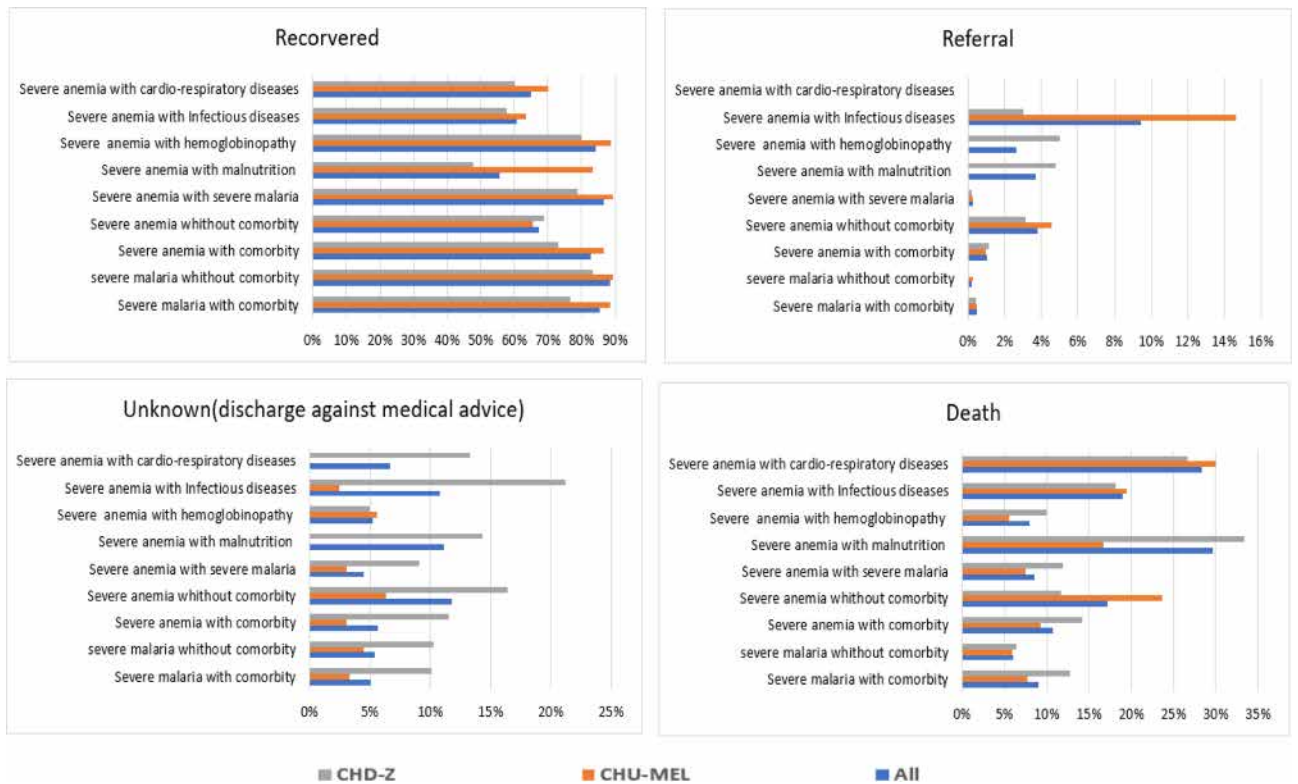 Recorvered
Severe anemia with cardio-respiratory diseases
Severe anemia with Infectious diseases
Severe anemia with hemoglobinopathy
Severe anemia with malnutrition
Severe anemia with severe malaria
Severe anemia whithout comorbity
Severe anemia with comorbity
severe malaria whithout comorbity
Severe malaria with comorbity
0% 10% 20% 30% 40% 50% 60% 70% 80% 90%
Referral
Severe anemia with cardio-respiratory diseases
Severe anemia with Infectious diseases
Severe anemia with hemoglobinopathy
Severe anemia with malnutrition
Severe anemia with severe malaria
Severe anemia whithout comorbity
Severe anemia with comorbity
severe malaria whithout comorbity
Severe malaria with comorbity
0% 2% 4% 6% 8% 10% 12% 14% 16%
Unknown(discharge against medical advice)
Severe anemia with cardio-respiratory diseases
Severe anemia with Infectious diseases
Severe anemia with hemoglobinopathy
Severe anemia with malnutrition
Severe anemia with severe malaria
Severe anemia whithout comorbity
Severe anemia with comorbity
severe malaria whithout comorbity
Severe malaria with comorbity
0% 5% 10% 15% 20% 25%
Death
Severe anemia with cardio-respiratory diseases
Severe anemia with Infectious diseases
Severe anemia with hemoglobinopathy
Severe anemia with malnutrition
Severe anemia with severe malaria
Severe anemia whithout comorbity
Severe anemia with comorbity
severe malaria whithout comorbity
Severe malaria with comorbity
0% 5% 10% 15% 20% 25% 30% 35%
CHD-Z CHU-MEL All